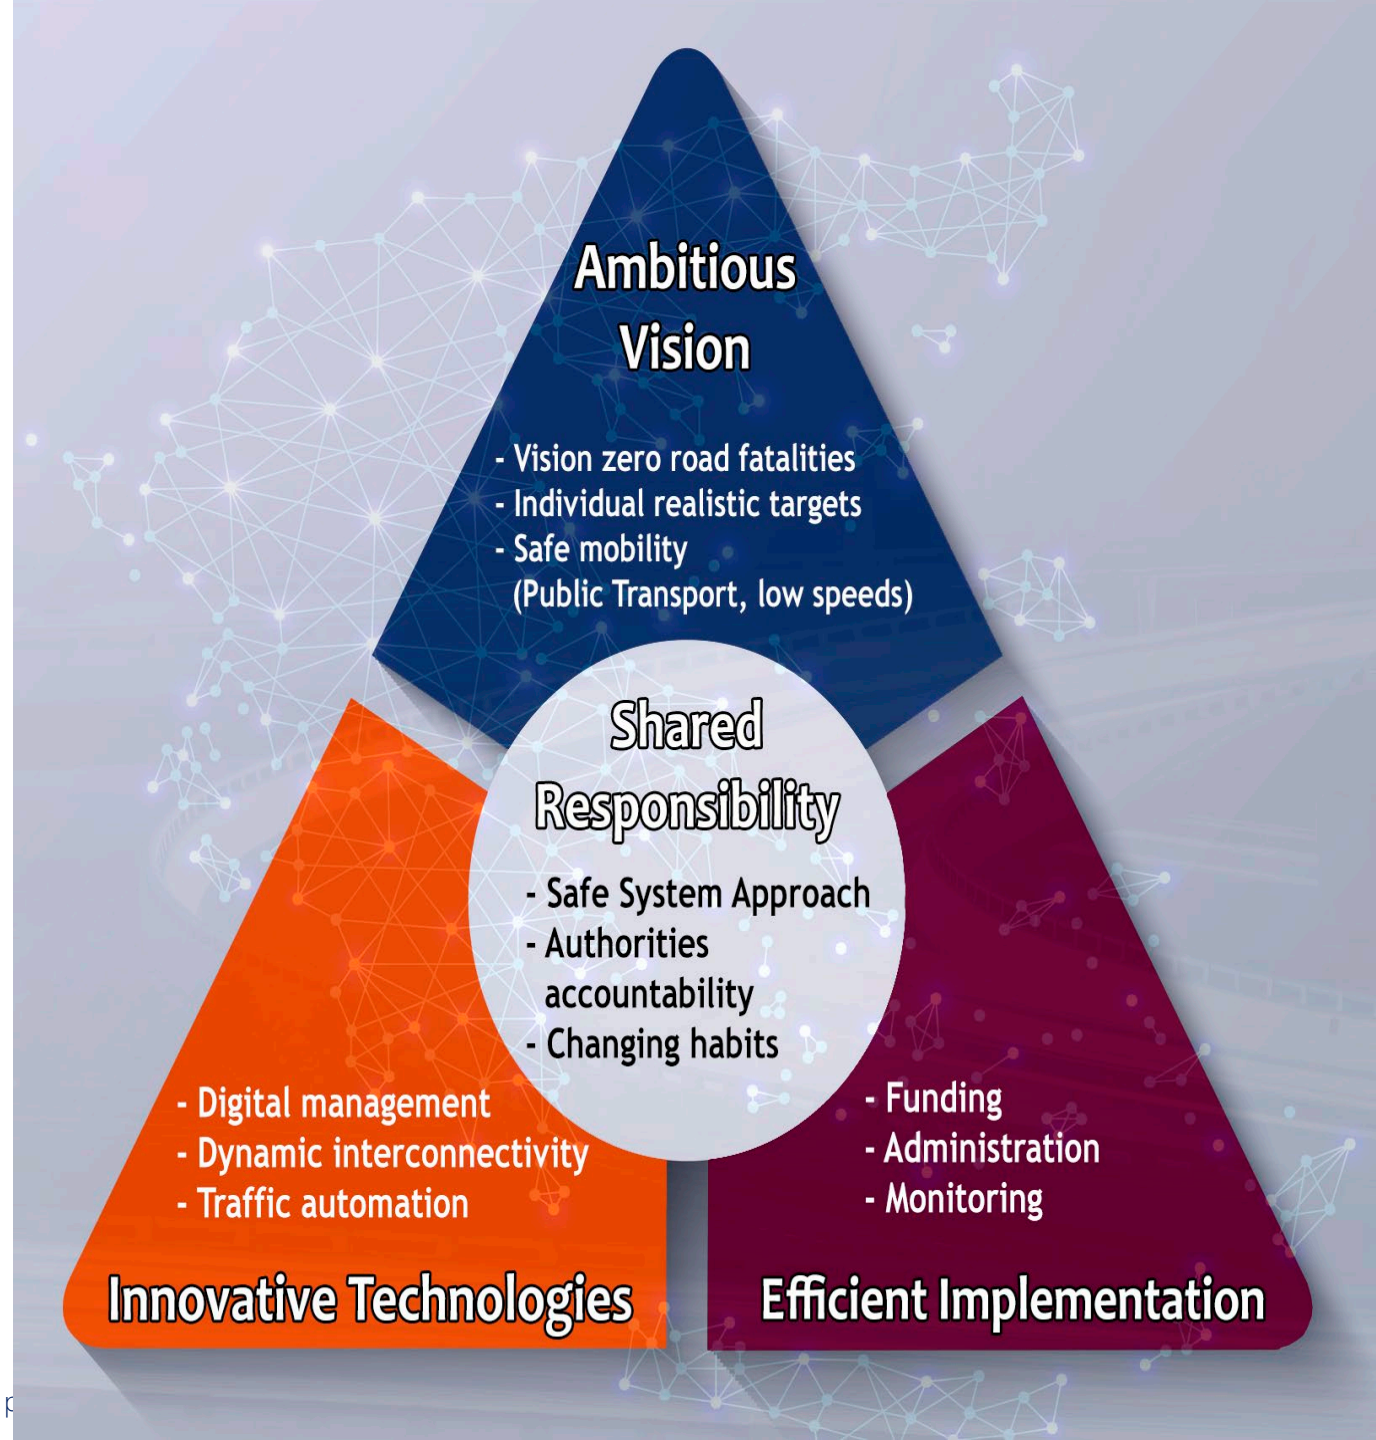 Ambitious
Vision
- Vision zero road fatalities
- Individual realistic targets
- Safe mobility
(Public Transport, low speeds)
Shared
Responsibility
- Safe System Approach
- Authorities
accountability
- Changing habits
- Digital management
- Dynamic interconnectivity
- Traffic automation
Innovative Technologies
- Funding
- Administration
- Monitoring
Efficient Implementation